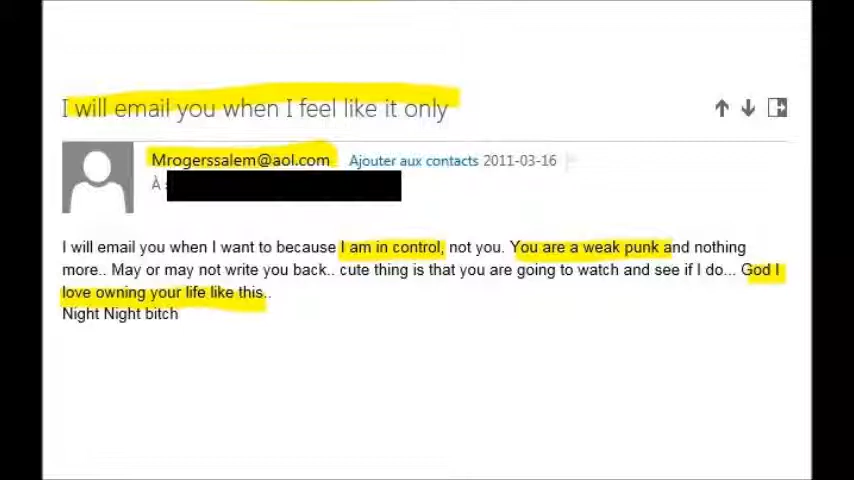 I will email you when I feel like it only
Mrogerssalem@aol.com Ajouter aux contacts 2011-03-16
À :
I will email you when I want to because I am in control, not you. You are a weak punk and nothing
more.. May or may not write you back.. cute thing is that you are going to watch and see if I do... God I
love owning your life like this..
Night Night bitch